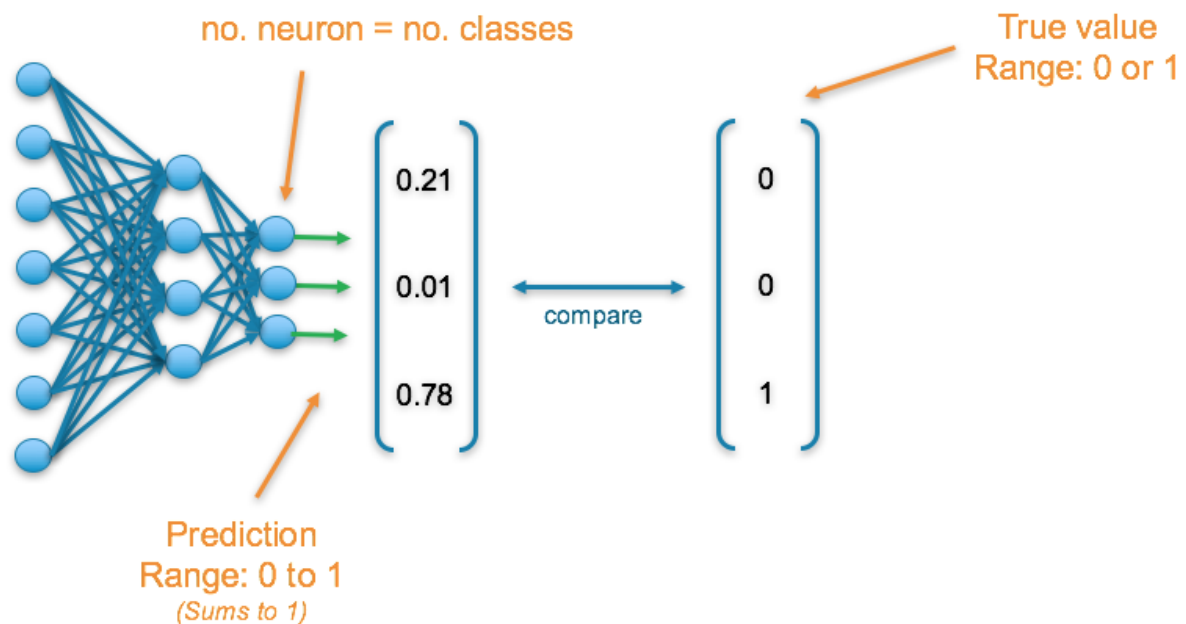 no. neuron = no. classes
True value
Range: 0 or 1
0.21
0
0.01
0
compare
0.78
1
Prediction
Range: 0 to 1
(Sums to 1)